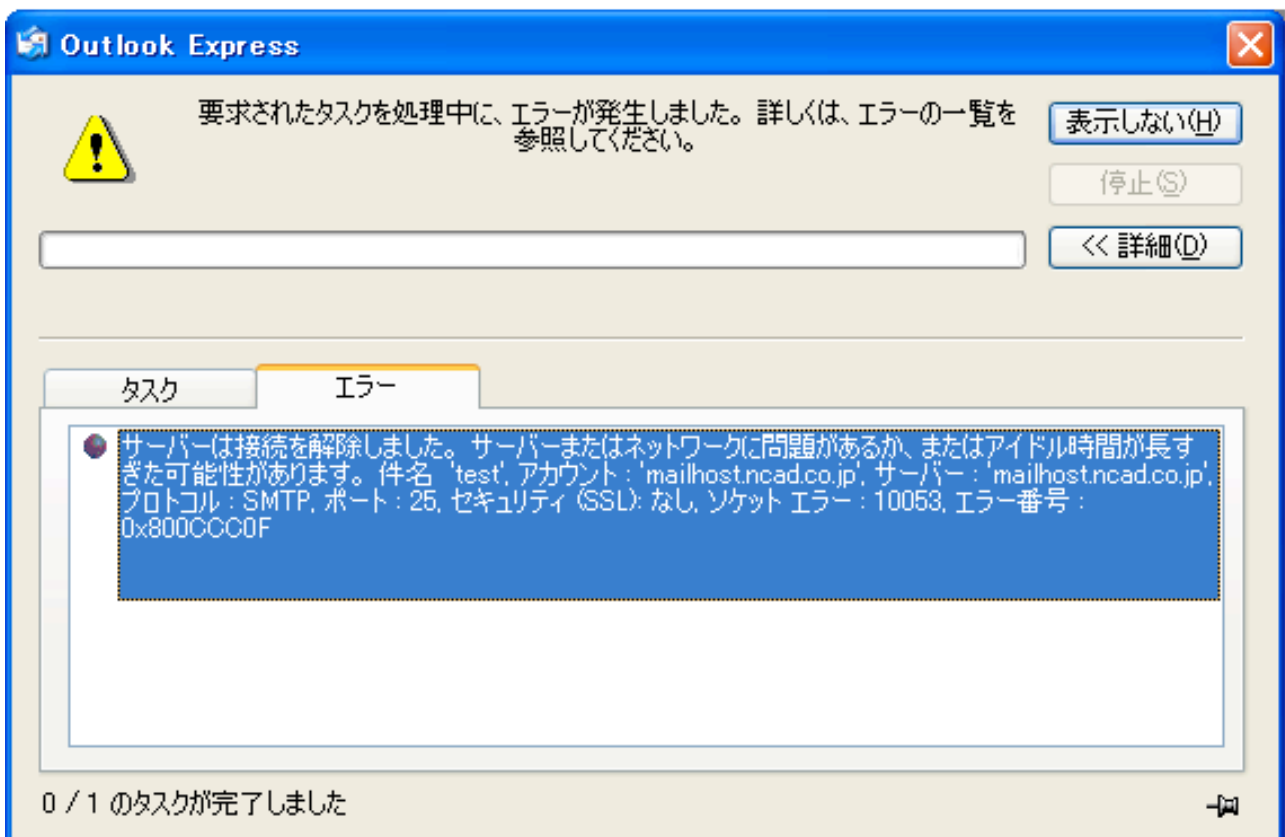 Outlook Express
要求されたタスクを処理中に、エラーが発生しました。詳しくは、エラーの一覧を
参照してください。
表示しない(H)
停止(S)
<< 詳細(D)
タスク
エラー
サーバーは接続を解除しました。サーバーまたはネットワークに問題があるか、またはアイドル時間が長す
ぎた可能性があります。件名 'test', アカウント : 'mailhost.ncad.co.jp', サーバー : 'mailhost.ncad.co.jp',
プロトコル : SMTP, ポート : 25, セキュリティ (SSL): なし, ソケット エラー : 10053, エラー番号 :
0x800CCC0F
0 / 1 のタスクが完了しました